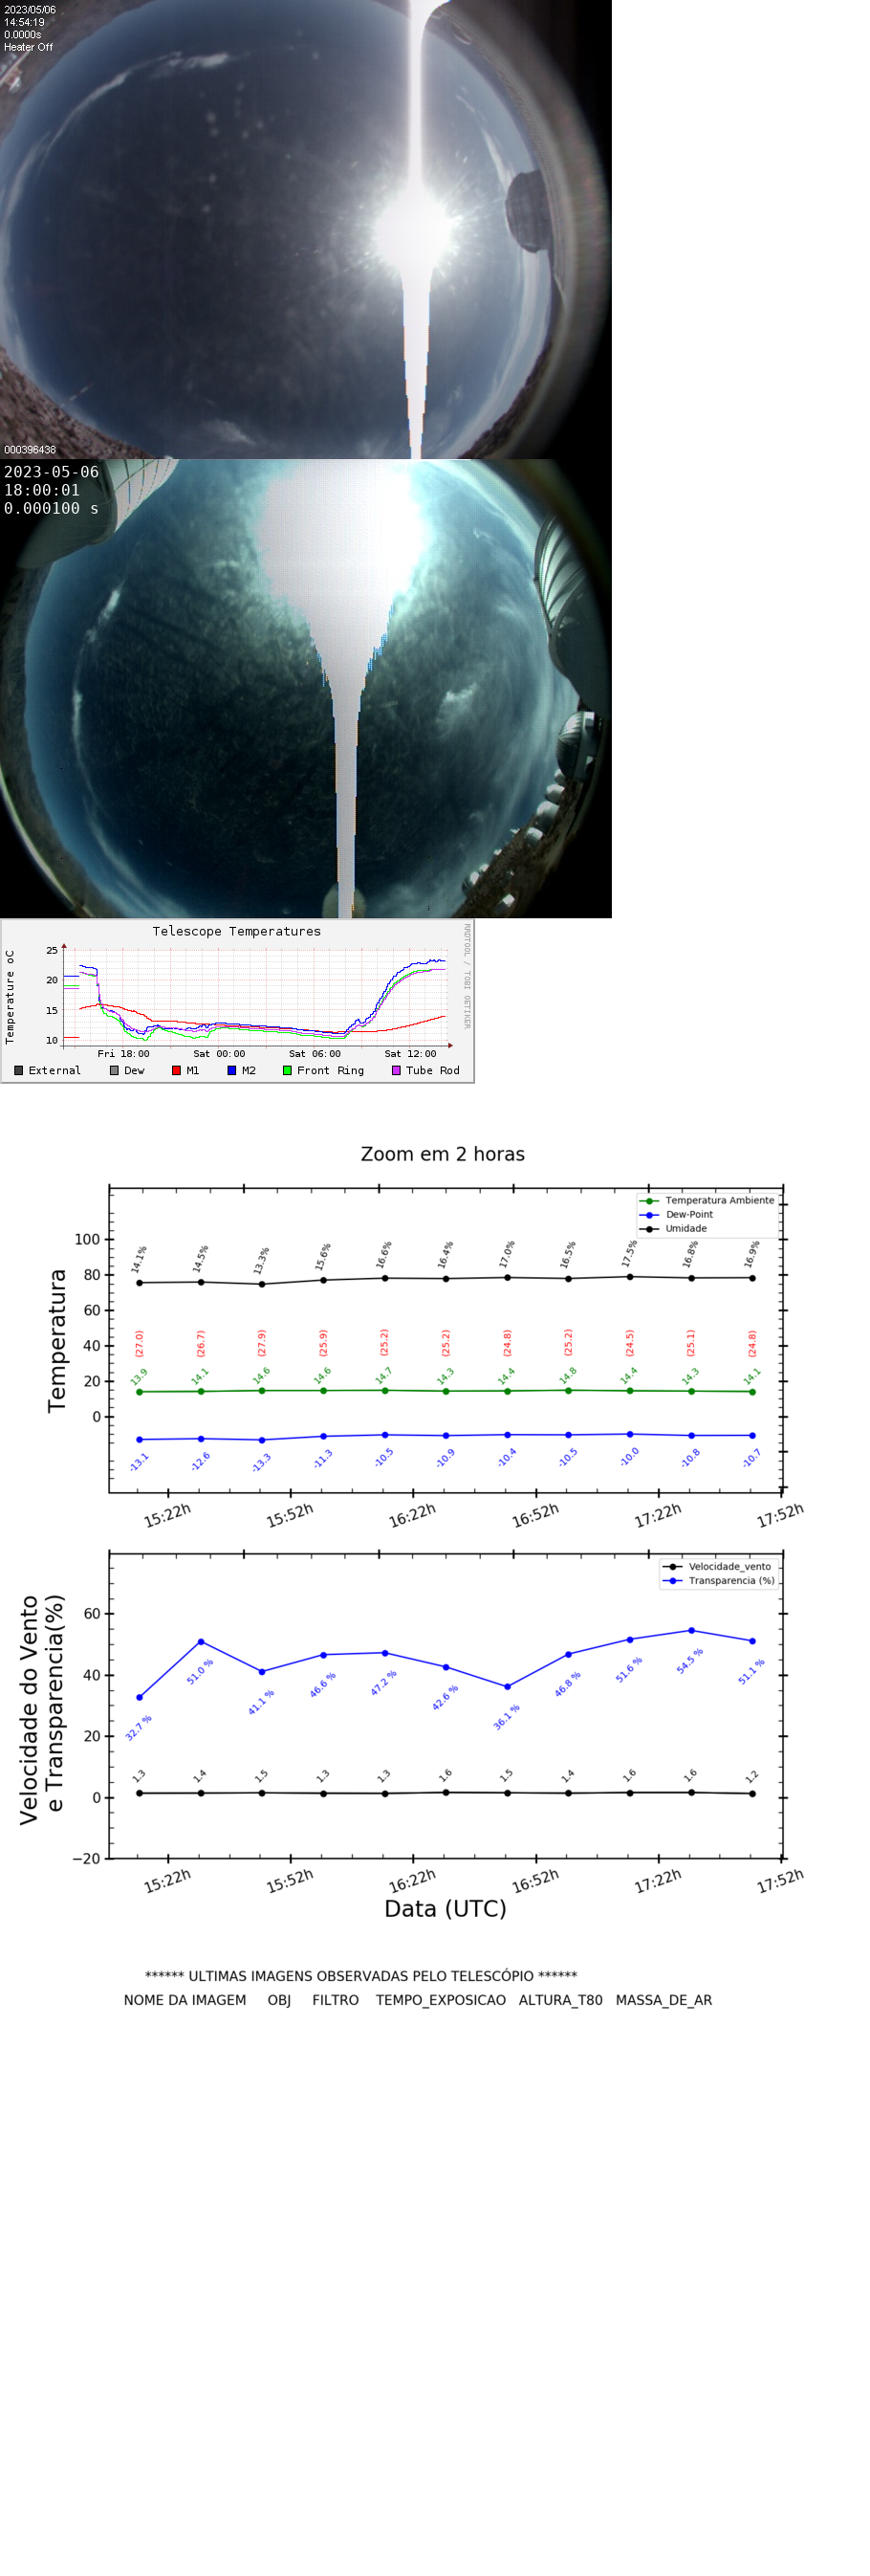 2023/05/06
14:54:19
0.0000s
Heater Off
000396438
2023-05-06
18:00:01
0.000100 s
Telescope Temperatures
RRDTOOL / TOBI OETIKER
Temperature oC
25
20
15
10
Fri 18:00 Sat 00:00 Sat 06:00 Sat 12:00
External Dew M1 M2 Front Ring Tube Rod
Zoom em 2 horas
Temperatura Ambiente
Dew-Point
Umidade
Temperatura
100
80
60
40
20
0
14.1% 14.5% 13.3% 15.6% 16.6% 16.4% 17.0% 16.5% 17.5% 16.8% 16.9%
(27.0) (26.7) (27.9) (25.9) (25.2) (25.2) (24.8) (25.2) (24.5) (25.1) (24.8)
13.9 14.1 14.6 14.6 14.7 14.3 14.4 14.8 14.4 14.3 14.1
-13.1 -12.6 -13.3 -11.3 -10.5 -10.9 -10.4 -10.5 -10.0 -10.8 -10.7
15:22h 15:52h 16:22h 16:52h 17:22h 17:52h
Velocidade_vento
Transparencia (%)
Velocidade do Vento
e Transparencia(%)
60
40
20
0
−20
32.7 % 51.0 % 41.1 % 46.6 % 47.2 % 42.6 % 36.1 % 46.8 % 51.6 % 54.5 % 51.1 %
1.3 1.4 1.5 1.3 1.3 1.6 1.5 1.4 1.6 1.6 1.2
15:22h 15:52h 16:22h 16:52h 17:22h 17:52h
Data (UTC)
****** ULTIMAS IMAGENS OBSERVADAS PELO TELESCÓPIO ******
NOME DA IMAGEM OBJ FILTRO TEMPO_EXPOSICAO ALTURA_T80 MASSA_DE_AR